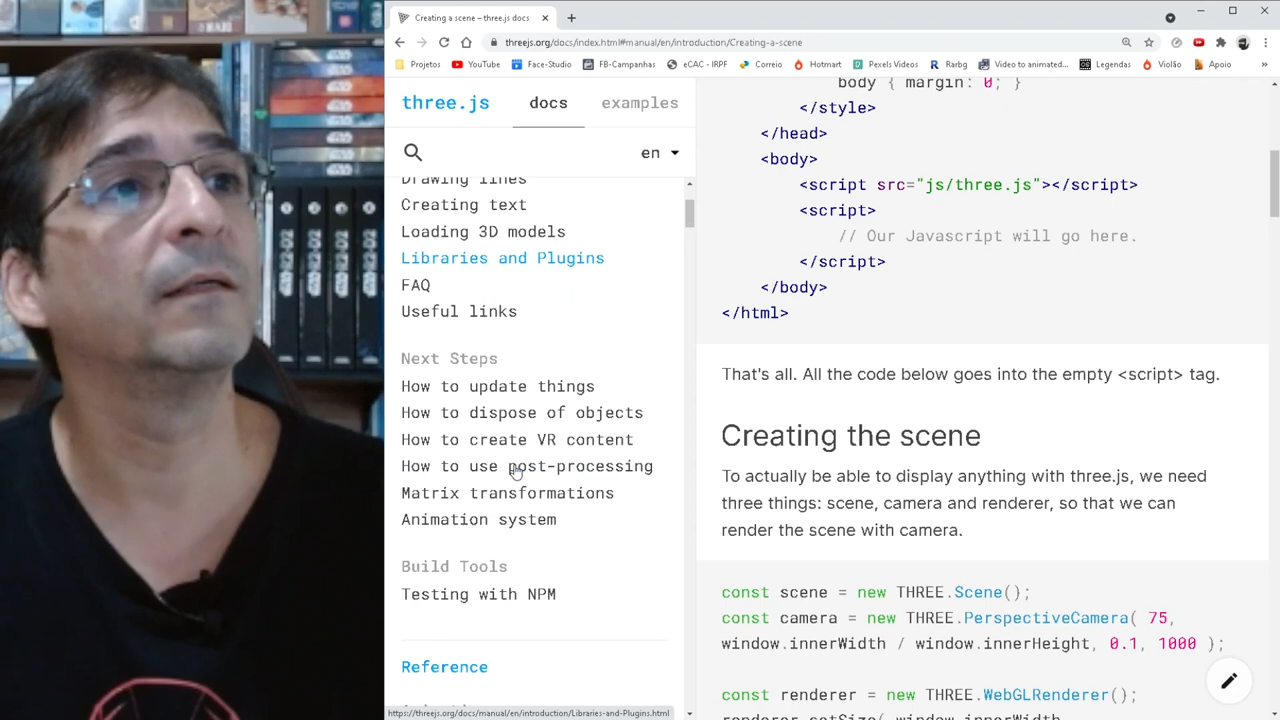 Creating a scene – three.js docs
threejs.org/docs/index.html#manual/en/introduction/Creating-a-scene
Projetos YouTube Face-Studio FB-Campanhas eCAC - IRPF Correio Hotmart Pexels Videos Rarbg Video to animated... Legendas Violão Apoio »
three.js docs examples
en
Drawing lines
Creating text
Loading 3D models
Libraries and Plugins
FAQ
Useful links
Next Steps
How to update things
How to dispose of objects
How to create VR content
How to use post-processing
Matrix transformations
Animation system
Build Tools
Testing with NPM
Reference
https://threejs.org/docs/manual/en/introduction/Libraries-and-Plugins.html
body { margin: 0; }
</style>
</head>
<body>
<script src="js/three.js"></script>
<script>
// Our Javascript will go here.
</script>
</body>
</html>
That's all. All the code below goes into the empty <script> tag.
Creating the scene
To actually be able to display anything with three.js, we need
three things: scene, camera and renderer, so that we can
render the scene with camera.
const scene = new THREE.Scene();
const camera = new THREE.PerspectiveCamera( 75,
window.innerWidth / window.innerHeight, 0.1, 1000 );
const renderer = new THREE.WebGLRenderer();
renderer.setSize( window.innerWidth